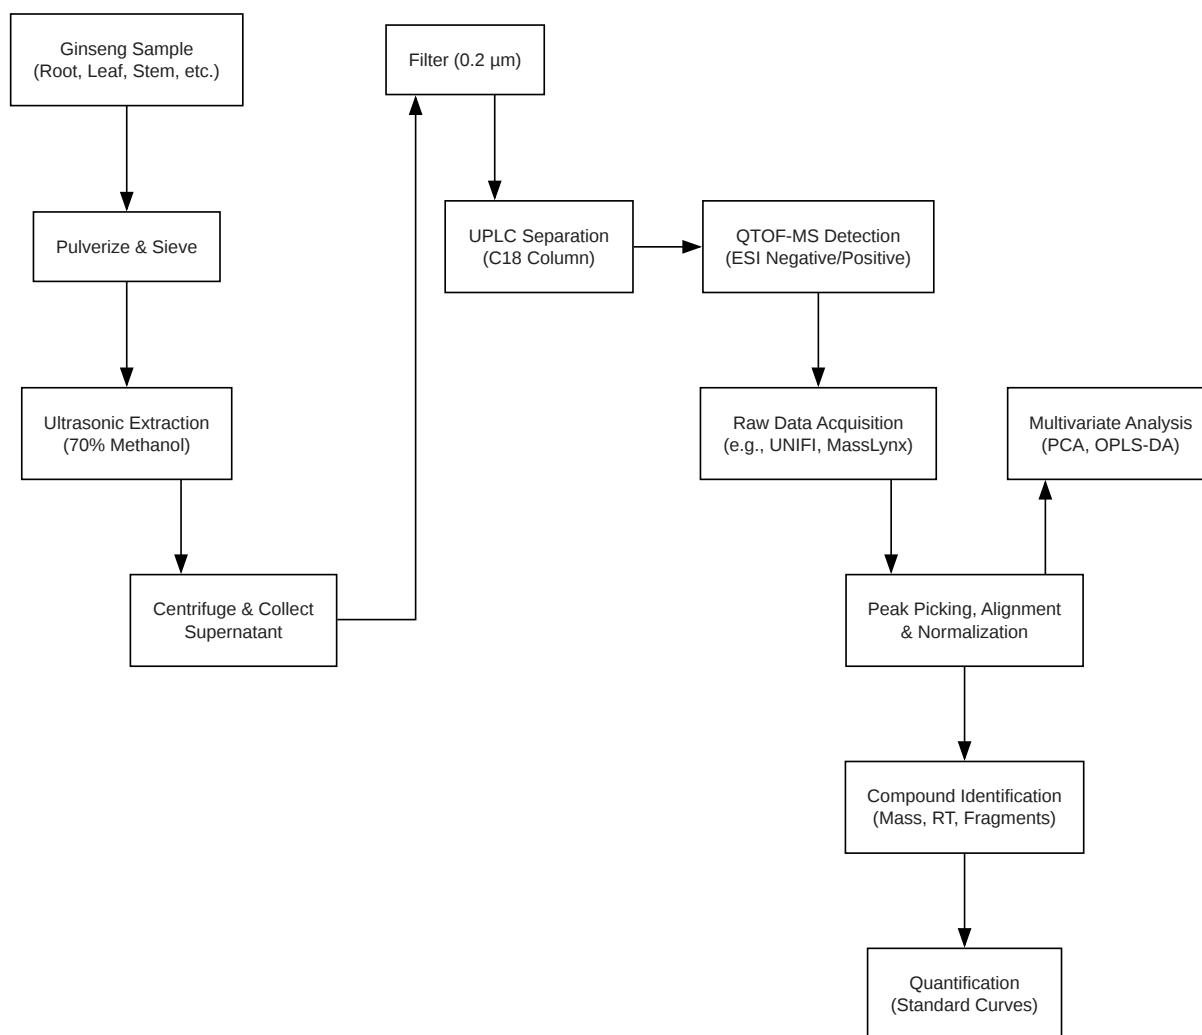 Ginseng Sample
(Root, Leaf, Stem, etc.)
Pulverize & Sieve
Ultrasonic Extraction
(70% Methanol)
Centrifuge & Collect
Supernatant
Filter (0.2 µm)
UPLC Separation
(C18 Column)
QTOF-MS Detection
(ESI Negative/Positive)
Raw Data Acquisition
(e.g., UNIFI, MassLynx)
Peak Picking, Alignment
& Normalization
Multivariate Analysis
(PCA, OPLS-DA)
Compound Identification
(Mass, RT, Fragments)
Quantification
(Standard Curves)